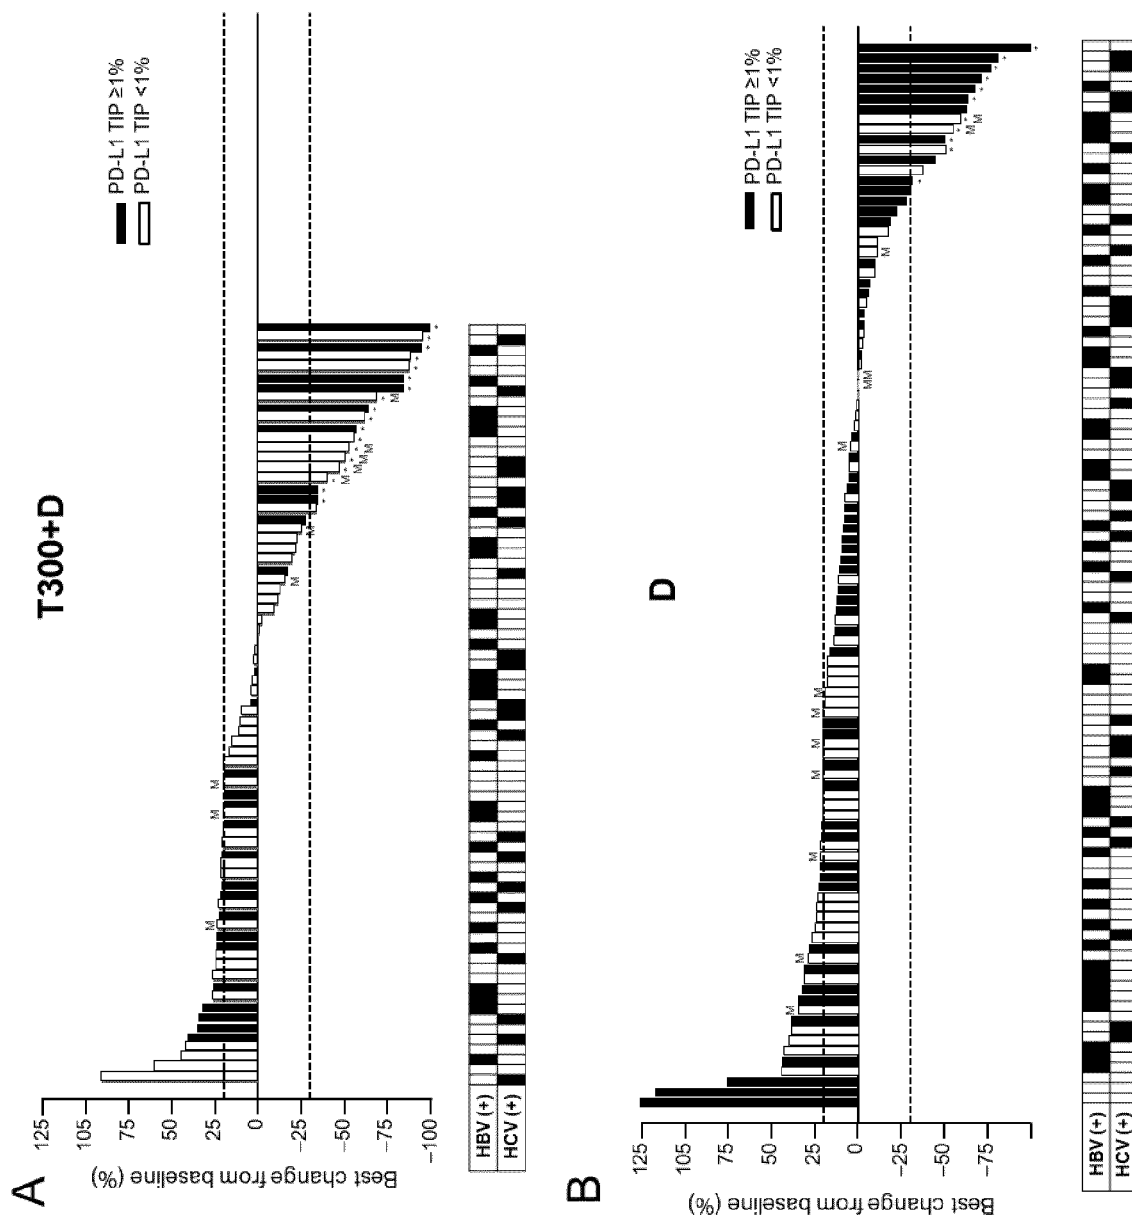 A
T300+D
PD-L1 TIP ≥1%
PD-L1 TIP <1%
Best change from baseline (%)
125
105
75
50
25
0
−25
−50
−75
−100
M
M
M
M
M
M
M
M
M
M
M
* * * * * * * * * * * * * * * * *
HBV (+)
HCV (+)
B
D
PD-L1 TIP ≥1%
PD-L1 TIP <1%
Best change from baseline (%)
125
105
75
50
25
0
−25
−50
−75
M
M
M
M
M
M
M
M
MM
M
M
M
* * * * * * * * * * *
HBV (+)
HCV (+)